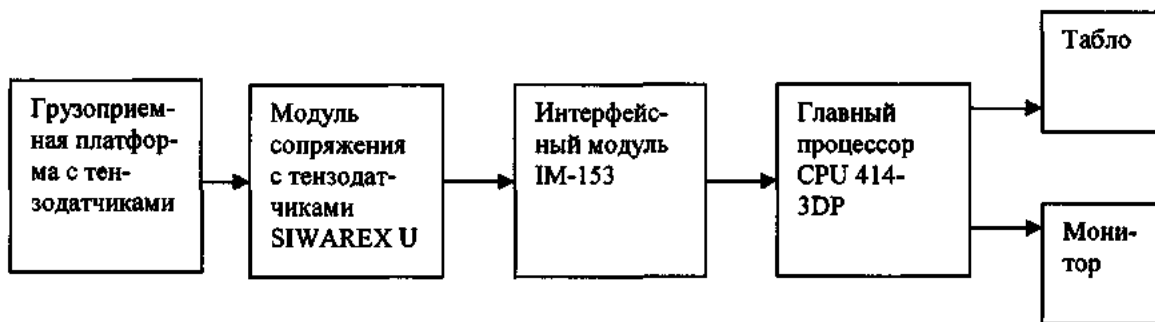 Грузоприем-
ная платфор-
ма с тен-
зодатчиками
Модуль
сопряжения
с тензодат-
чиками
SIWAREX U
Интерфейс-
ный модуль
IM-153
Главный
процессор
CPU 414-
3DP
Табло
Мони-
тор